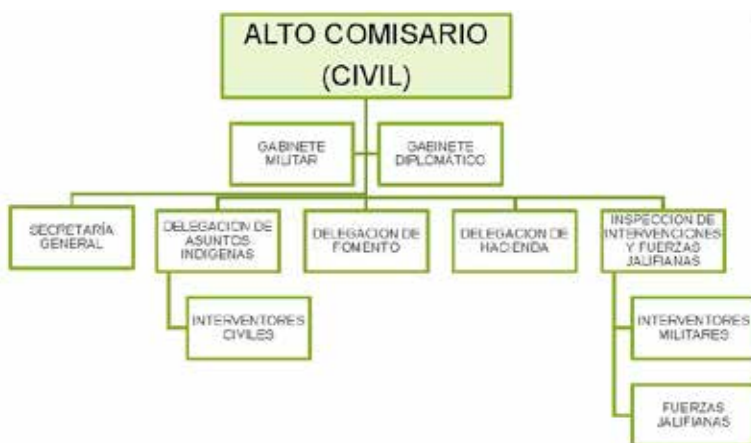 ALTO COMISARIO
(CIVIL)
GABINETE
MILITAR
GABINETE
DIPLOMÁTICO
SECRETARÍA
GENERAL
DELEGACION DE
ASUNTOS
INDIGENAS
DELEGACION DE
FOMENTO
DELEGACION DE
HACIENDA
INSPECCION DE
INTERVENCIONES
Y FUERZAS
JALIFIANAS
INTERVENTORES
CIVILES
INTERVENTORES
MILITARES
FUERZAS
JALIFIANAS